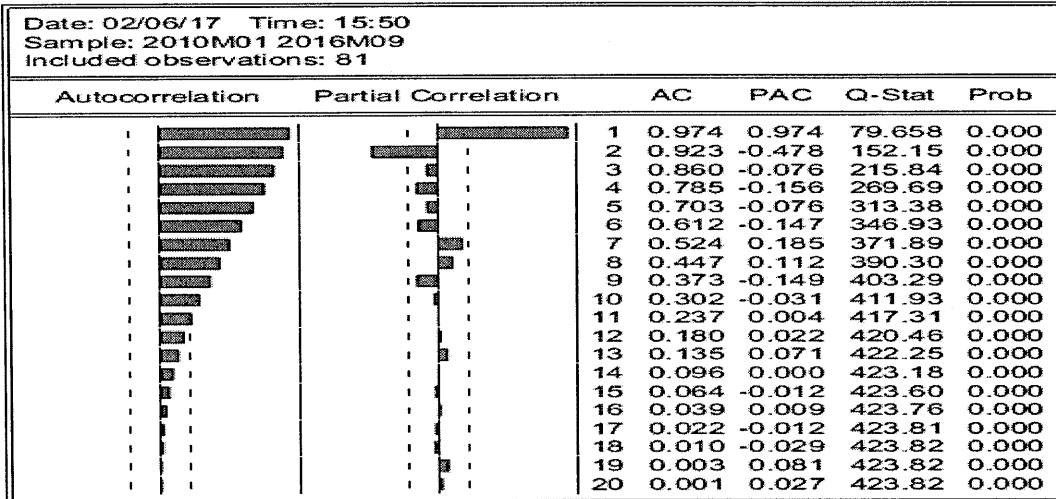 Date: 02/06/17 Time: 15:50
Sample: 2010M01 2016M09
Included observations: 81
Autocorrelation Partial Correlation AC PAC Q-Stat Prob
1 0.974 0.974 79.658 0.000
2 0.923 -0.478 152.15 0.000
3 0.860 -0.076 215.84 0.000
4 0.785 -0.156 269.69 0.000
5 0.703 -0.076 313.38 0.000
6 0.612 -0.147 346.93 0.000
7 0.524 0.185 371.89 0.000
8 0.447 0.112 390.30 0.000
9 0.373 -0.149 403.29 0.000
10 0.302 -0.031 411.93 0.000
11 0.237 0.004 417.31 0.000
12 0.180 0.022 420.46 0.000
13 0.135 0.071 422.25 0.000
14 0.096 0.000 423.18 0.000
15 0.064 -0.012 423.60 0.000
16 0.039 0.009 423.76 0.000
17 0.022 -0.012 423.81 0.000
18 0.010 -0.029 423.82 0.000
19 0.003 0.081 423.82 0.000
20 0.001 0.027 423.82 0.000